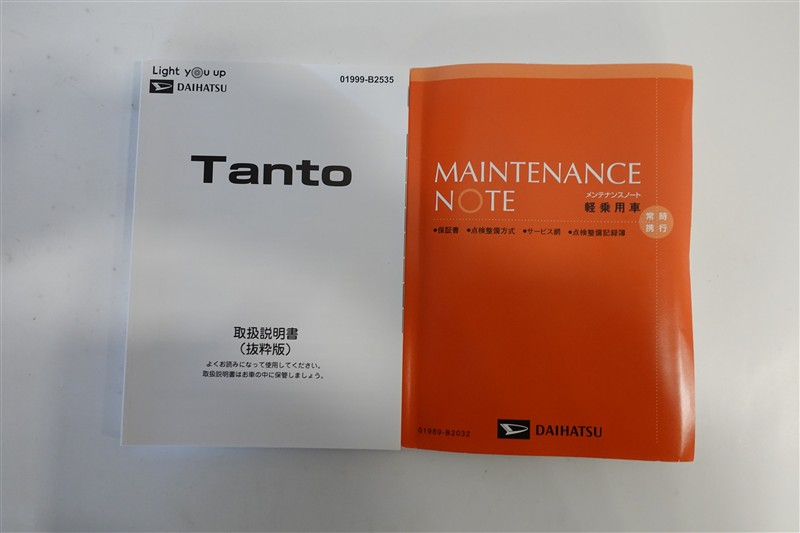 Light you up
DAIHATSU
01999-B2535
Tanto
取扱説明書
(抜粋版)
よくお読みになって使用してください。
取扱説明書はお車の中に保管しましょう。
MAINTENANCE
NOTE
メンテナンスノート
軽乗用車
常時
携行
●保証書 ●点検整備方式 ●サービス網 ●点検整備記録簿
01989-B2032
DAIHATSU